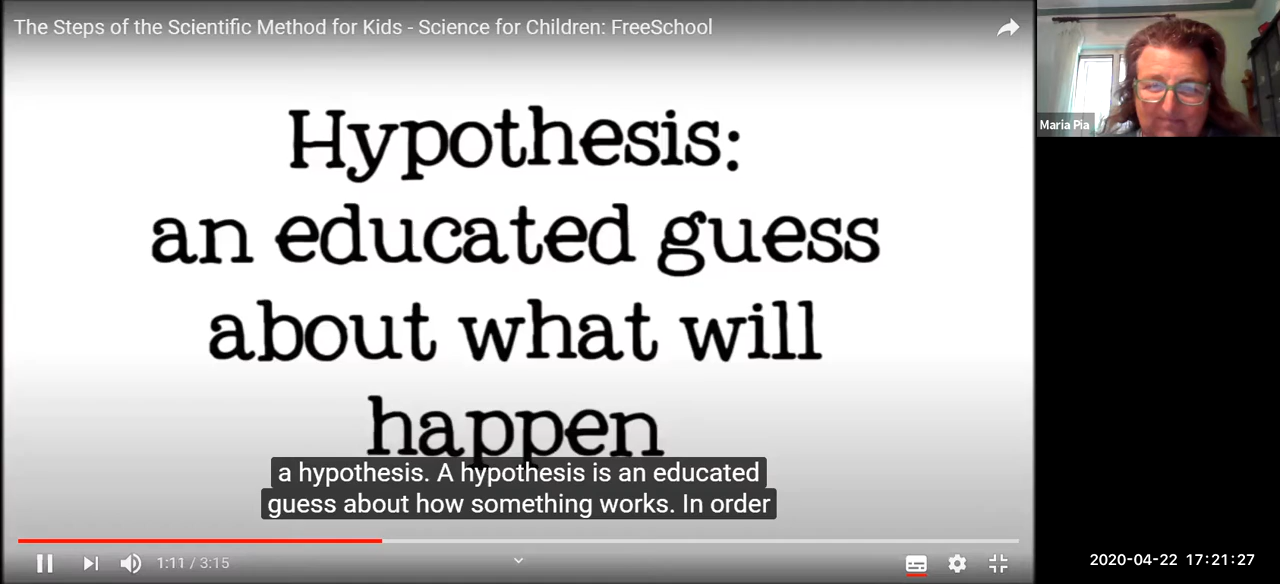 The Steps of the Scientific Method for Kids - Science for Children: FreeSchool
Hypothesis:
an educated guess
about what will
happen
a hypothesis. A hypothesis is an educated
guess about how something works. In order
1:11 / 3:15
Maria Pia
2020-04-22 17:21:27